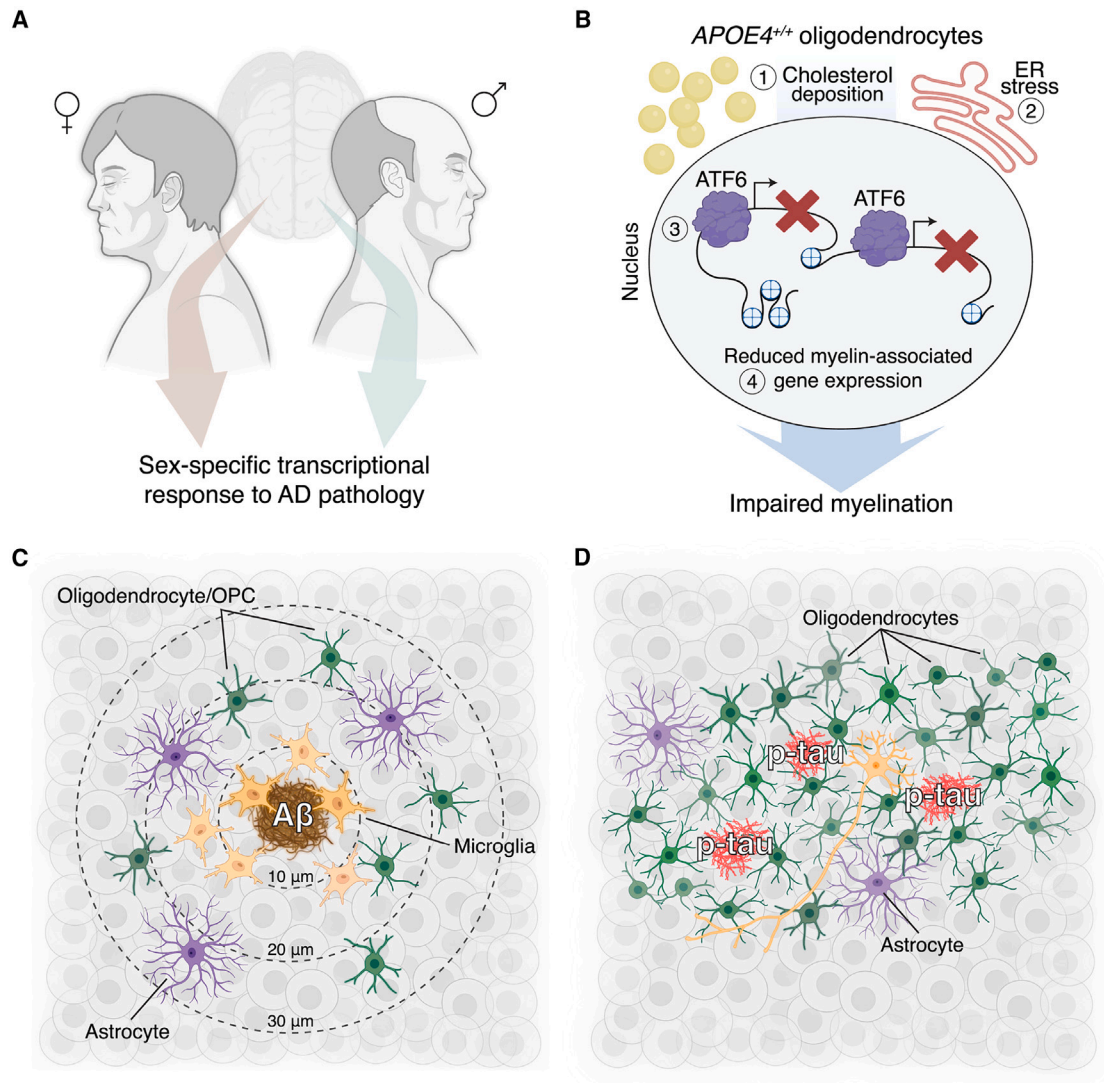 A
♀
♂
Sex-specific transcriptional
response to AD pathology
B
APOE4+/+ oligodendrocytes
1 Cholesterol
deposition
ER
stress
2
Nucleus
ATF6
3
ATF6
Reduced myelin-associated
4 gene expression
Impaired myelination
C
Oligodendrocyte/OPC
Aβ
Microglia
10 µm
20 µm
30 µm
Astrocyte
D
Oligodendrocytes
p-tau
p-tau
p-tau
Astrocyte